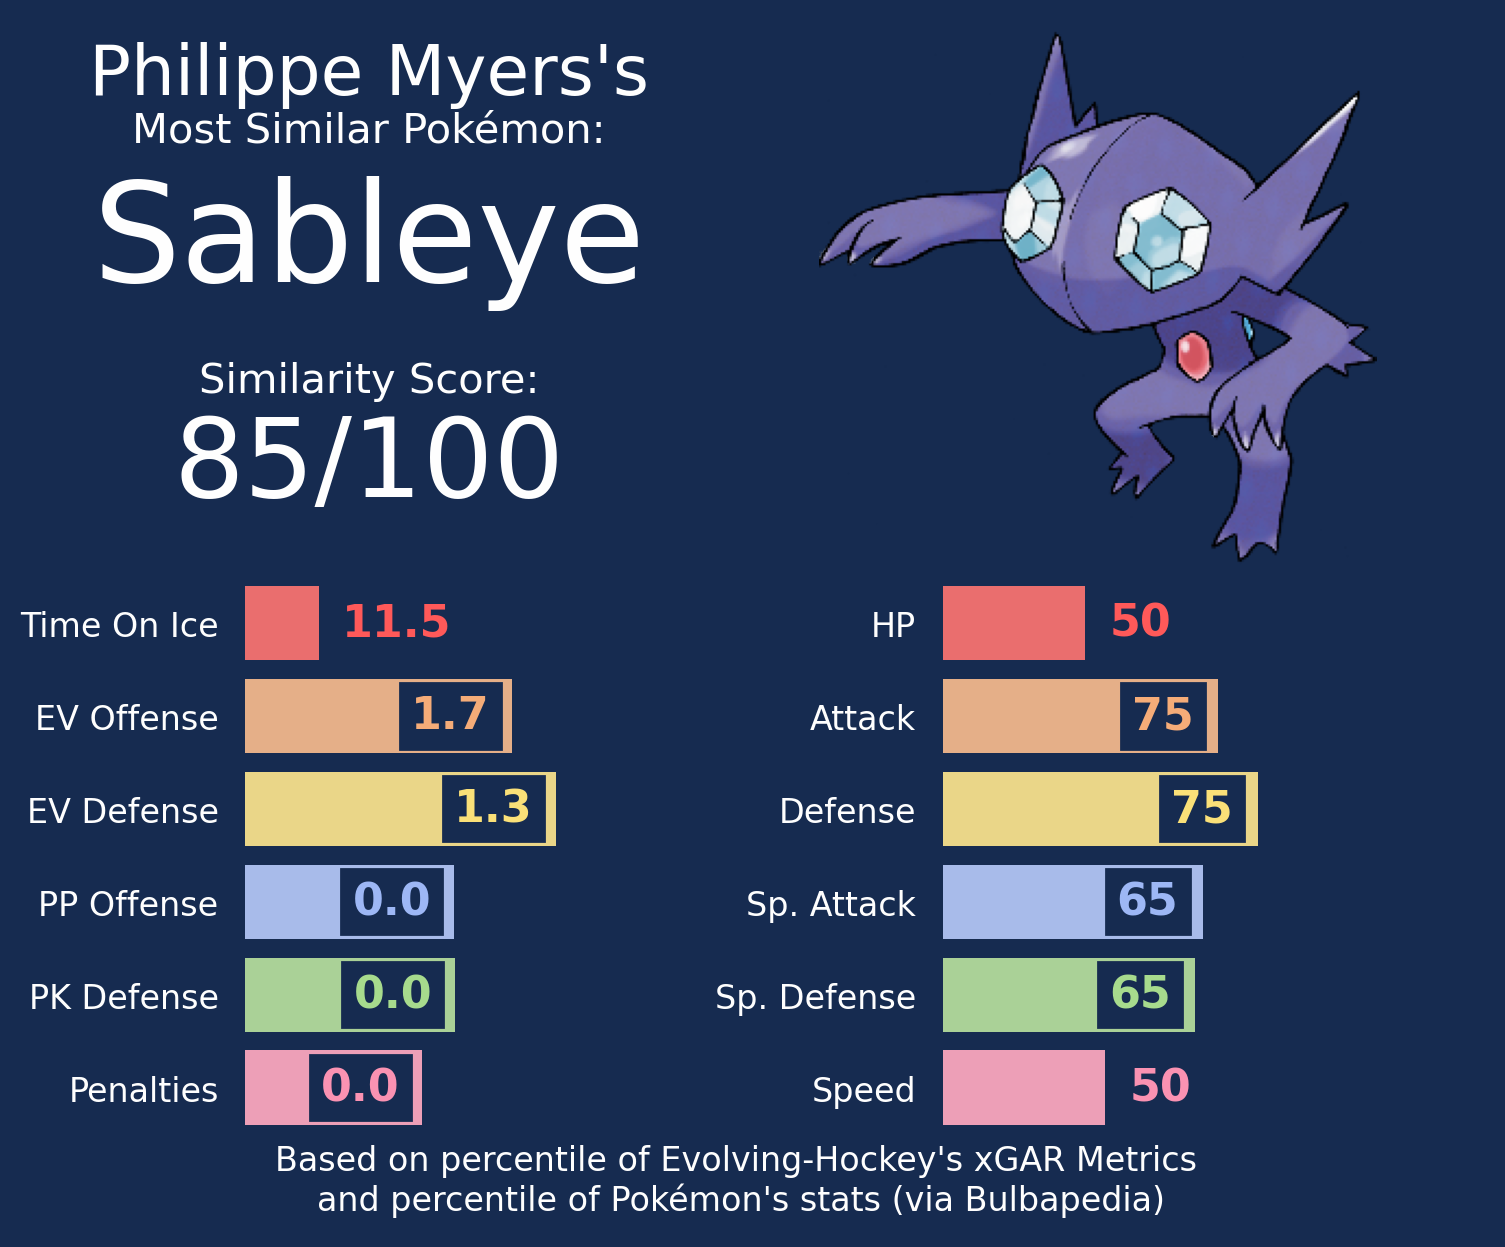 Philippe Myers's
Most Similar Pokémon:
Sableye
Similarity Score:
85/100
Time On Ice 11.5
EV Offense 1.7
EV Defense 1.3
PP Offense 0.0
PK Defense 0.0
Penalties 0.0
HP 50
Attack 75
Defense 75
Sp. Attack 65
Sp. Defense 65
Speed 50
Based on percentile of Evolving-Hockey's xGAR Metrics
and percentile of Pokémon's stats (via Bulbapedia)